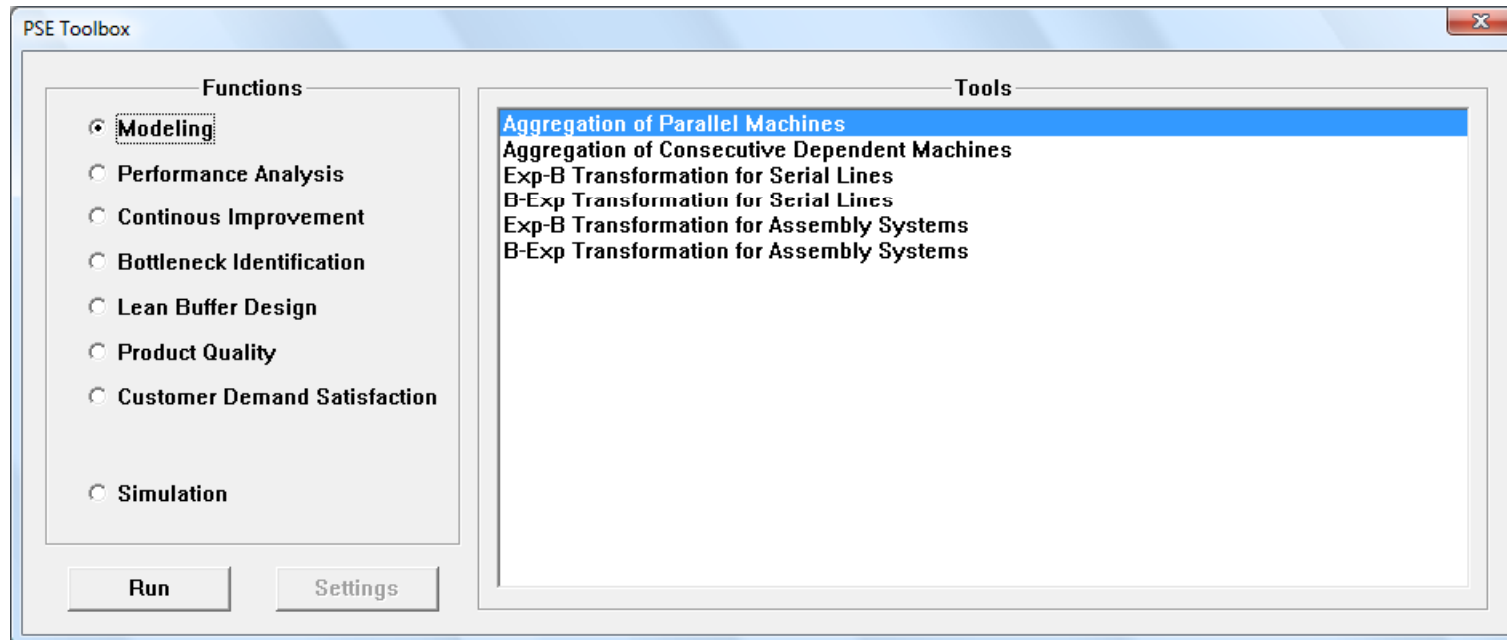 PSE Toolbox
Functions
Modeling
Performance Analysis
Continous Improvement
Bottleneck Identification
Lean Buffer Design
Product Quality
Customer Demand Satisfaction
Simulation
Run
Settings
Tools
Aggregation of Parallel Machines
Aggregation of Consecutive Dependent Machines
Exp-B Transformation for Serial Lines
B-Exp Transformation for Serial Lines
Exp-B Transformation for Assembly Systems
B-Exp Transformation for Assembly Systems